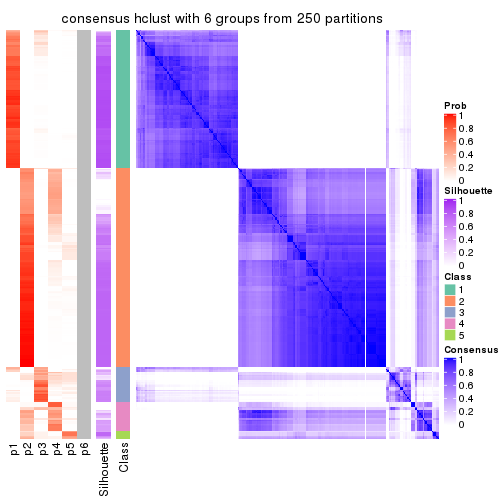 consensus hclust with 6 groups from 250 partitions
Prob
1
0.8
0.6
0.4
0.2
0
Silhouette
1
0.8
0.6
0.4
0.2
0
Class
1
2
3
4
5
Consensus
1
0.8
0.6
0.4
0.2
0
p1
p2
p3
p4
p5
p6
Silhouette
Class